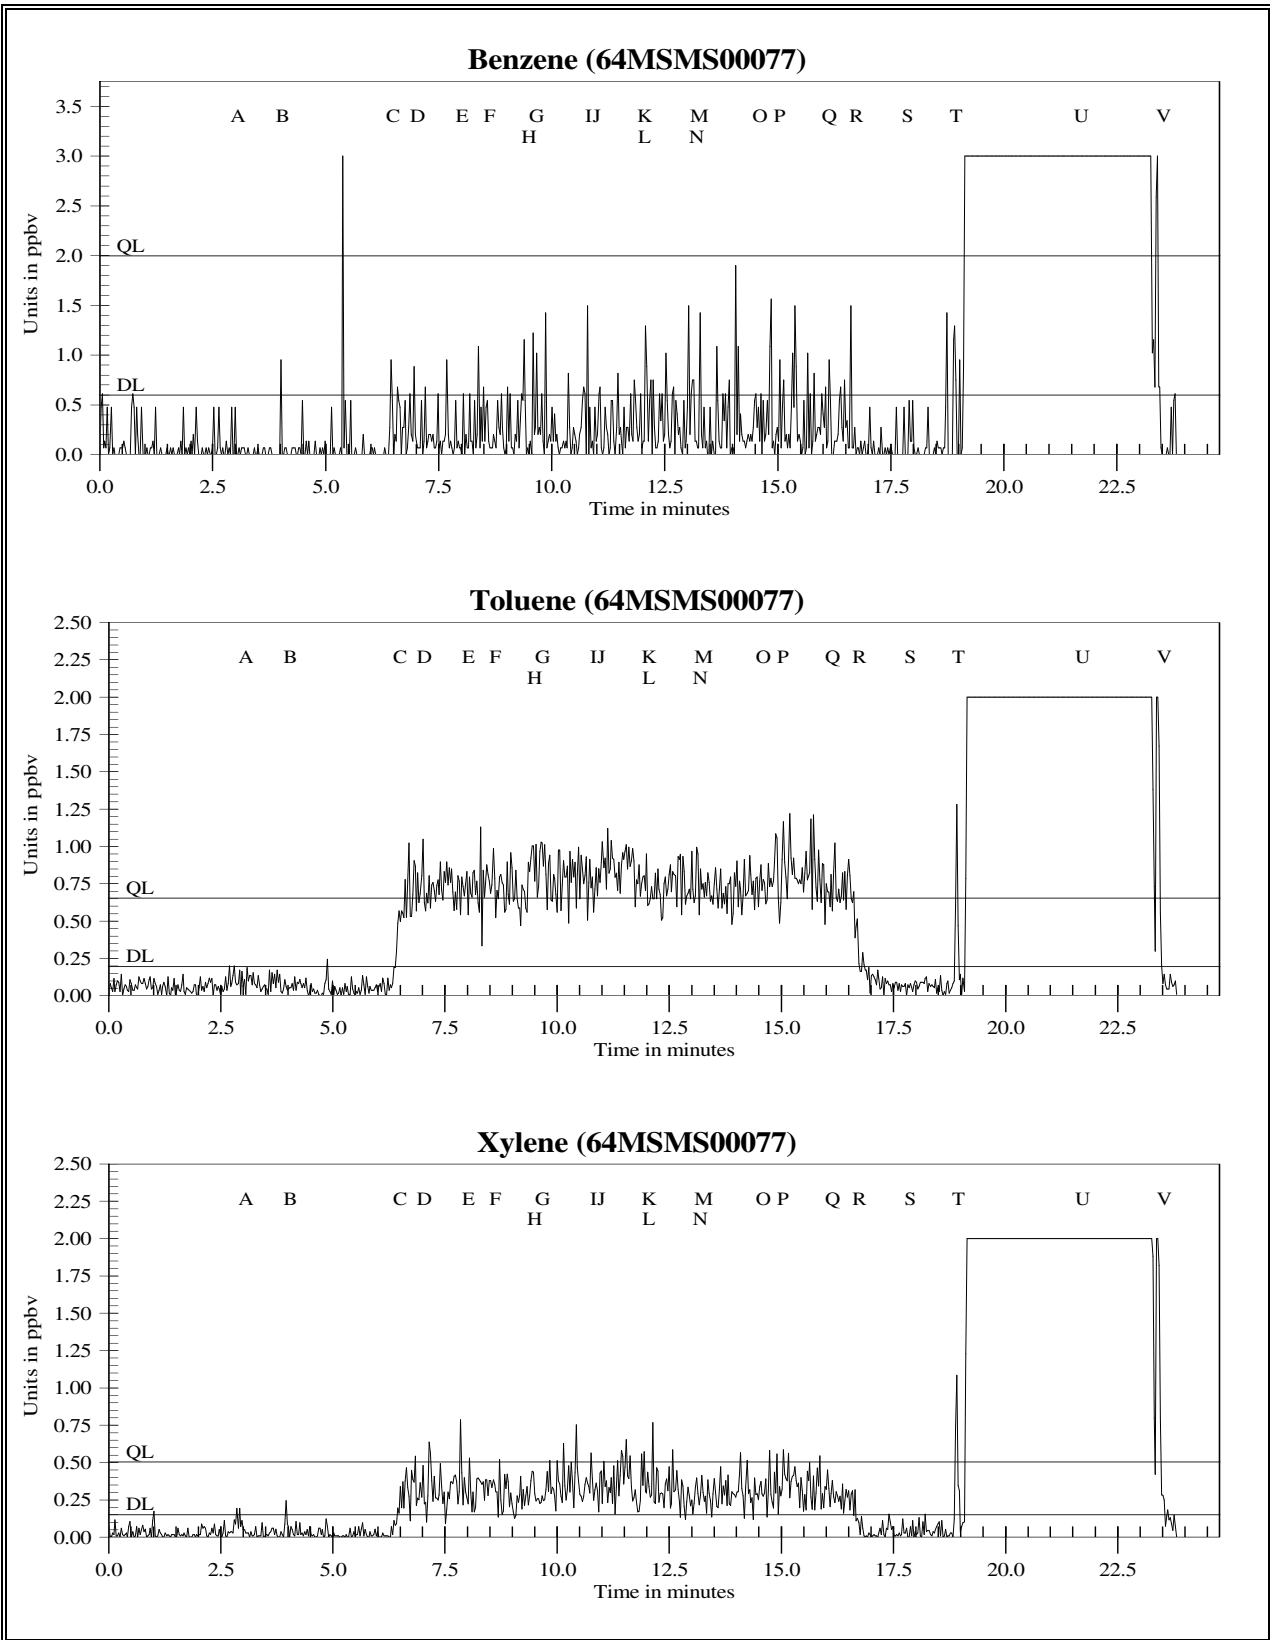 Benzene (64MSMS00077)
3.5
A B C D E F G IJ K M O P Q R S T U V
H L N
3.0
2.5
QL
2.0
Units in ppbv
1.5
1.0
DL
0.5
0.0
0.0 2.5 5.0 7.5 10.0 12.5 15.0 17.5 20.0 22.5
Time in minutes
Toluene (64MSMS00077)
2.50
2.25 A B C D E F G IJ K M O P Q R S T U V
H L N
2.00
1.75
1.50
Units in ppbv
1.25
1.00
QL
0.75
0.50
DL
0.25
0.00
0.0 2.5 5.0 7.5 10.0 12.5 15.0 17.5 20.0 22.5
Time in minutes
Xylene (64MSMS00077)
2.50
2.25 A B C D E F G IJ K M O P Q R S T U V
H L N
2.00
1.75
1.50
Units in ppbv
1.25
1.00
0.75
QL
0.50
DL
0.25
0.00
0.0 2.5 5.0 7.5 10.0 12.5 15.0 17.5 20.0 22.5
Time in minutes